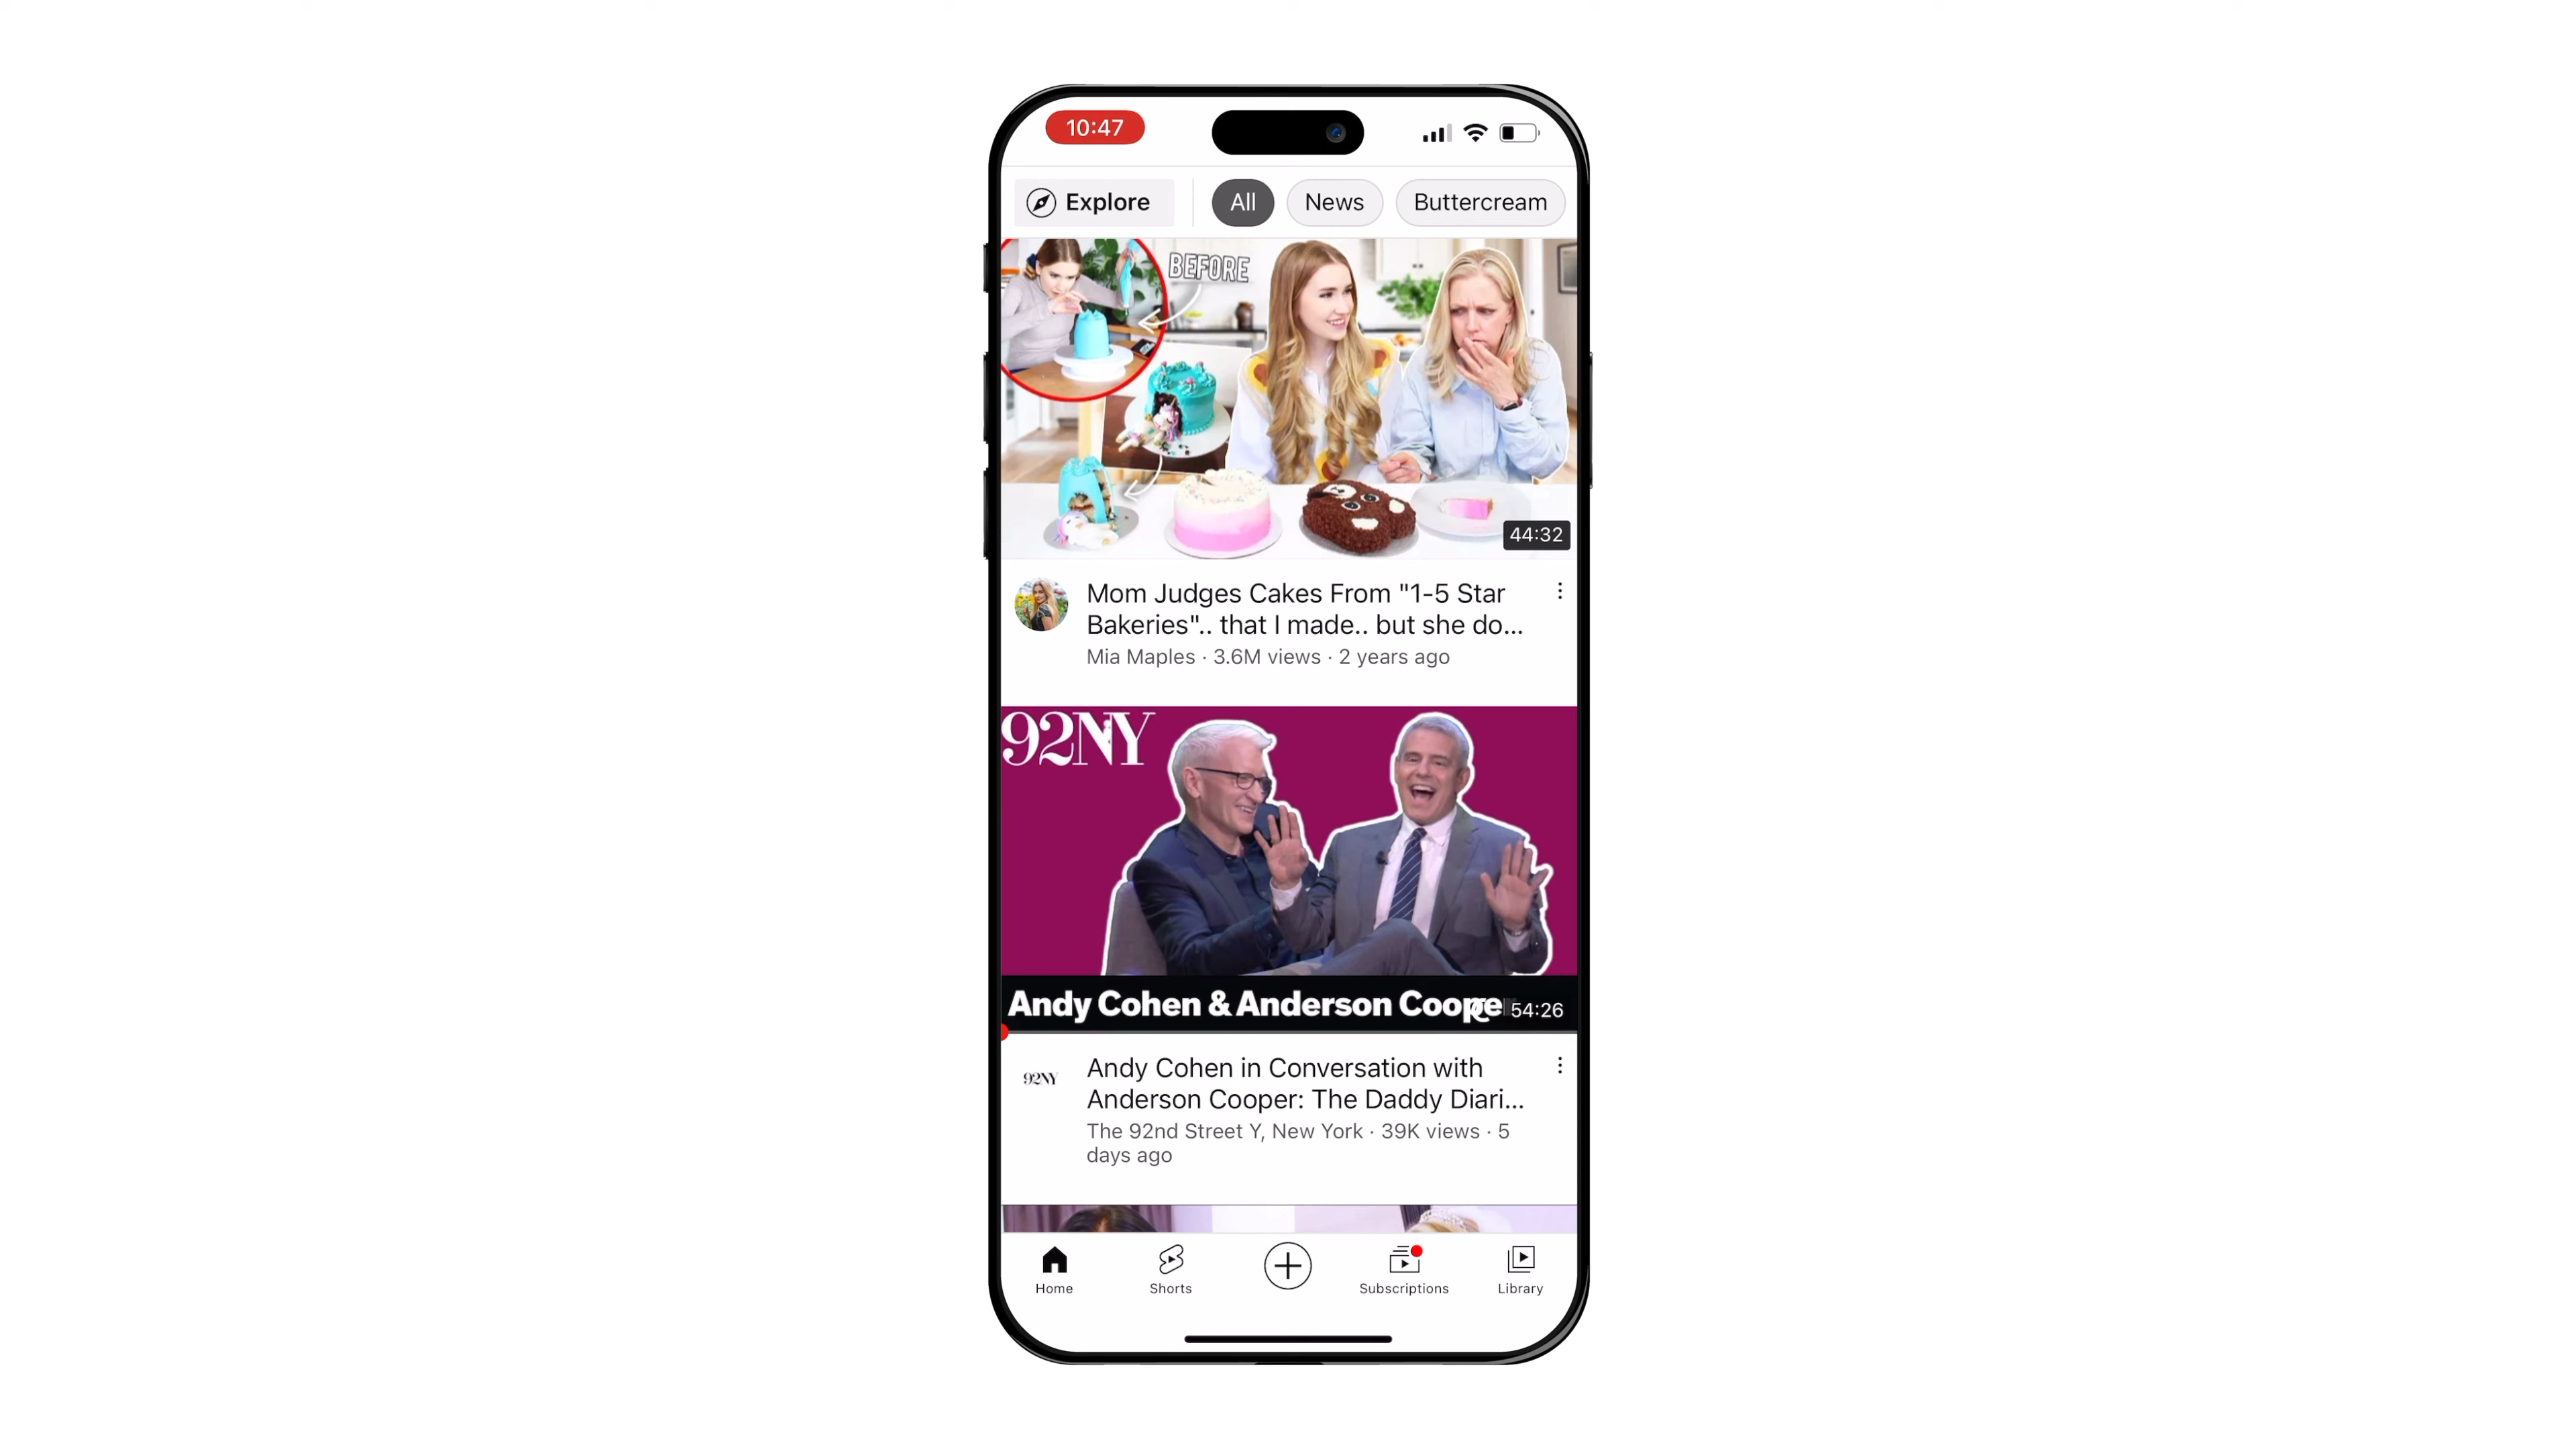 10:47
Explore
All
News
Buttercream
BEFORE
44:32
Mom Judges Cakes From "1-5 Star
Bakeries".. that I made.. but she do...
Mia Maples · 3.6M views · 2 years ago
92NY
Andy Cohen & Anderson Coope
54:26
92NY
Andy Cohen in Conversation with
Anderson Cooper: The Daddy Diari...
The 92nd Street Y, New York · 39K views · 5
days ago
Home
Shorts
Subscriptions
Library